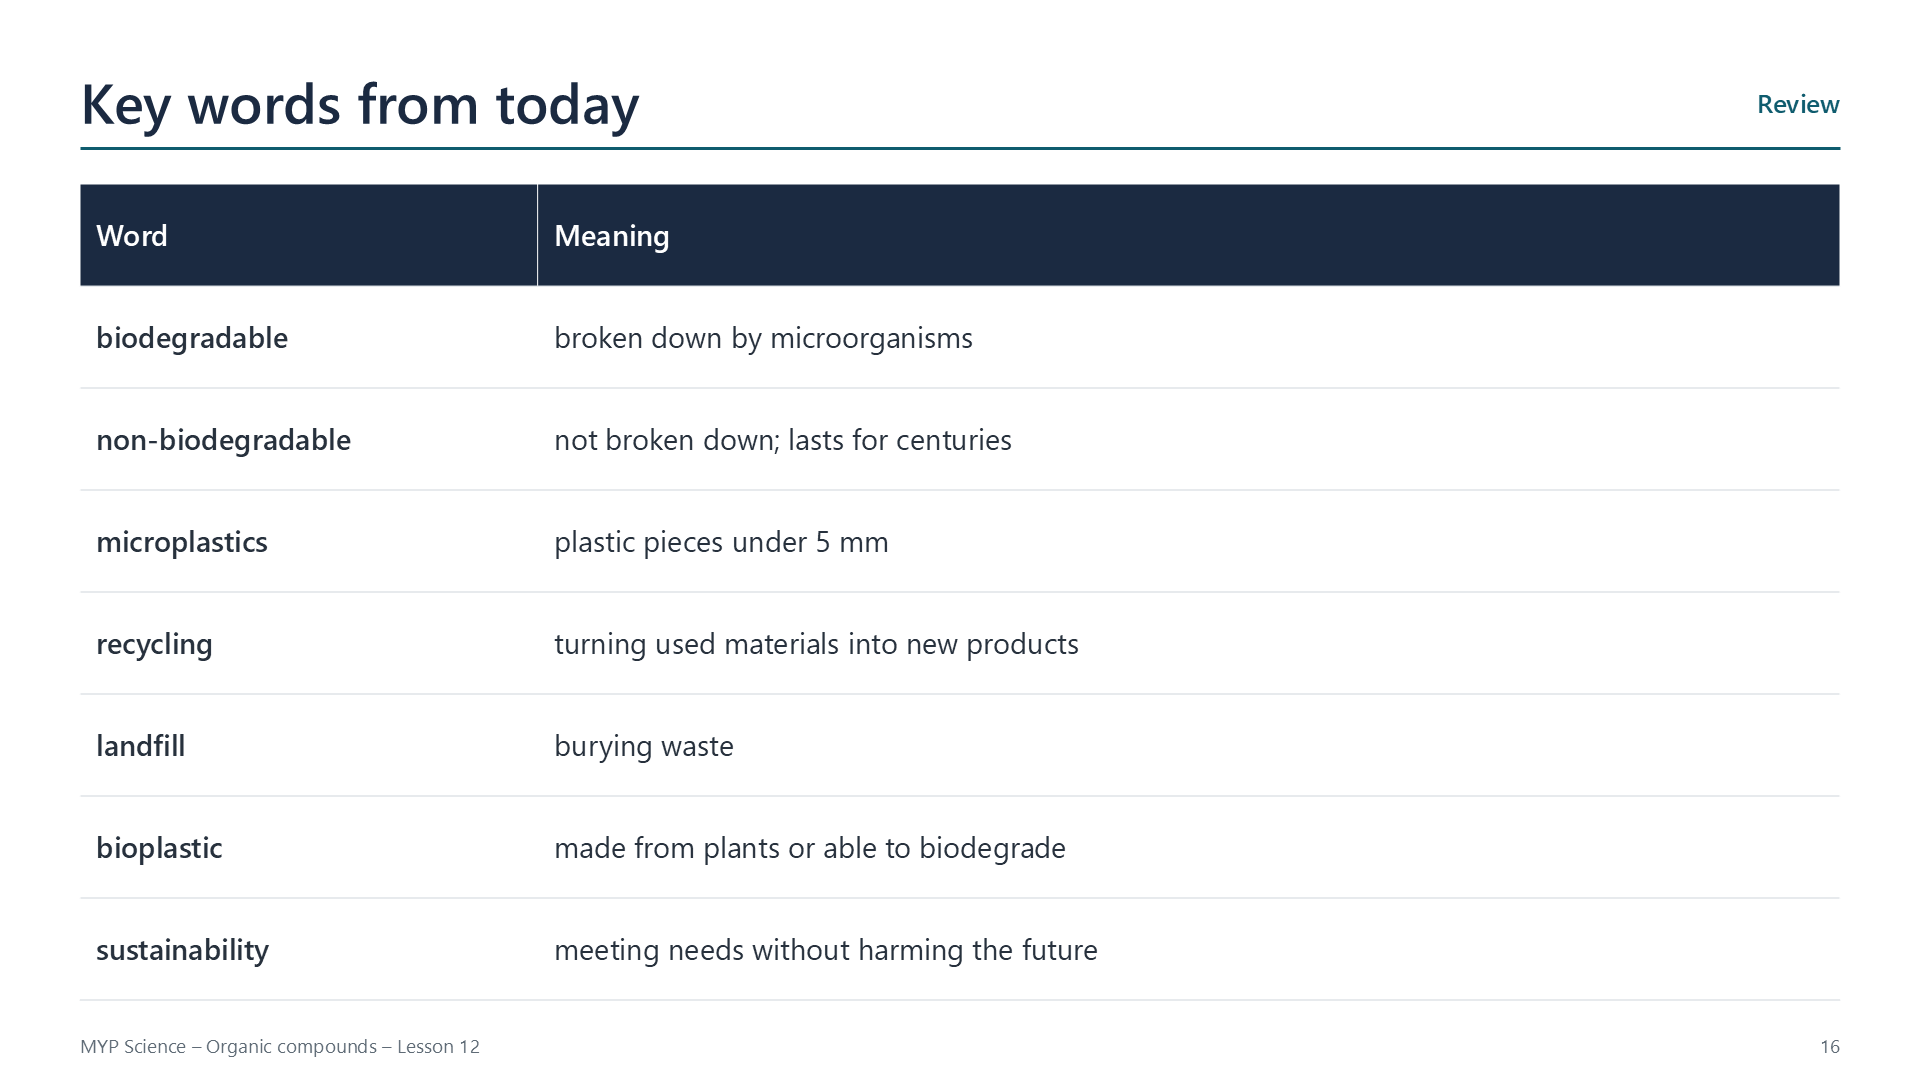 Key words from today
Review
Word Meaning
biodegradable broken down by microorganisms
non-biodegradable not broken down; lasts for centuries
microplastics plastic pieces under 5 mm
recycling turning used materials into new products
landfill burying waste
bioplastic made from plants or able to biodegrade
sustainability meeting needs without harming the future
MYP Science – Organic compounds – Lesson 12
16